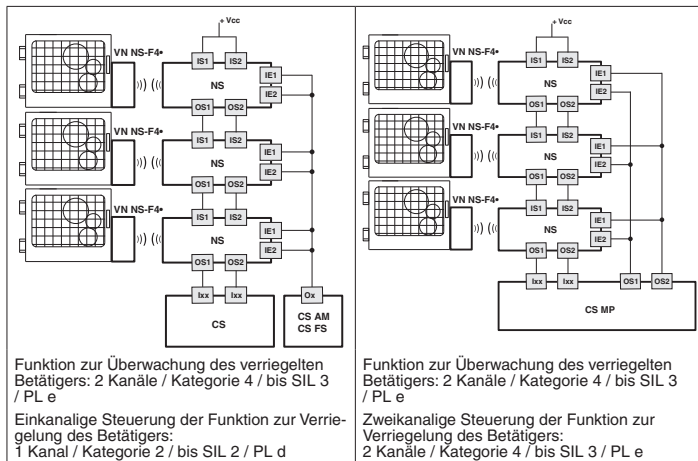 + Vcc
VN NS-F4•
IS1 IS2
NS
IE1
IE2
OS1 OS2
VN NS-F4•
IS1 IS2
NS
IE1
IE2
OS1 OS2
VN NS-F4•
IS1 IS2
NS
IE1
IE2
OS1 OS2
Ixx Ixx
CS
Ox
CS AM
CS FS
Funktion zur Überwachung des verriegelten
Betätigers: 2 Kanäle / Kategorie 4 / bis SIL 3
/ PL e
Einkanalige Steuerung der Funktion zur Verrie-
gelung des Betätigers:
1 Kanal / Kategorie 2 / bis SIL 2 / PL d
+ Vcc
VN NS-F4•
IS1 IS2
NS
IE1
IE2
OS1 OS2
VN NS-F4•
IS1 IS2
NS
IE1
IE2
OS1 OS2
VN NS-F4•
IS1 IS2
NS
IE1
IE2
OS1 OS2
Ixx Ixx
OS1 OS2
CS MP
Funktion zur Überwachung des verriegelten
Betätigers: 2 Kanäle / Kategorie 4 / bis SIL 3
/ PL e
Zweikanalige Steuerung der Funktion zur
Verriegelung des Betätigers:
2 Kanäle / Kategorie 4 / bis SIL 3 / PL e